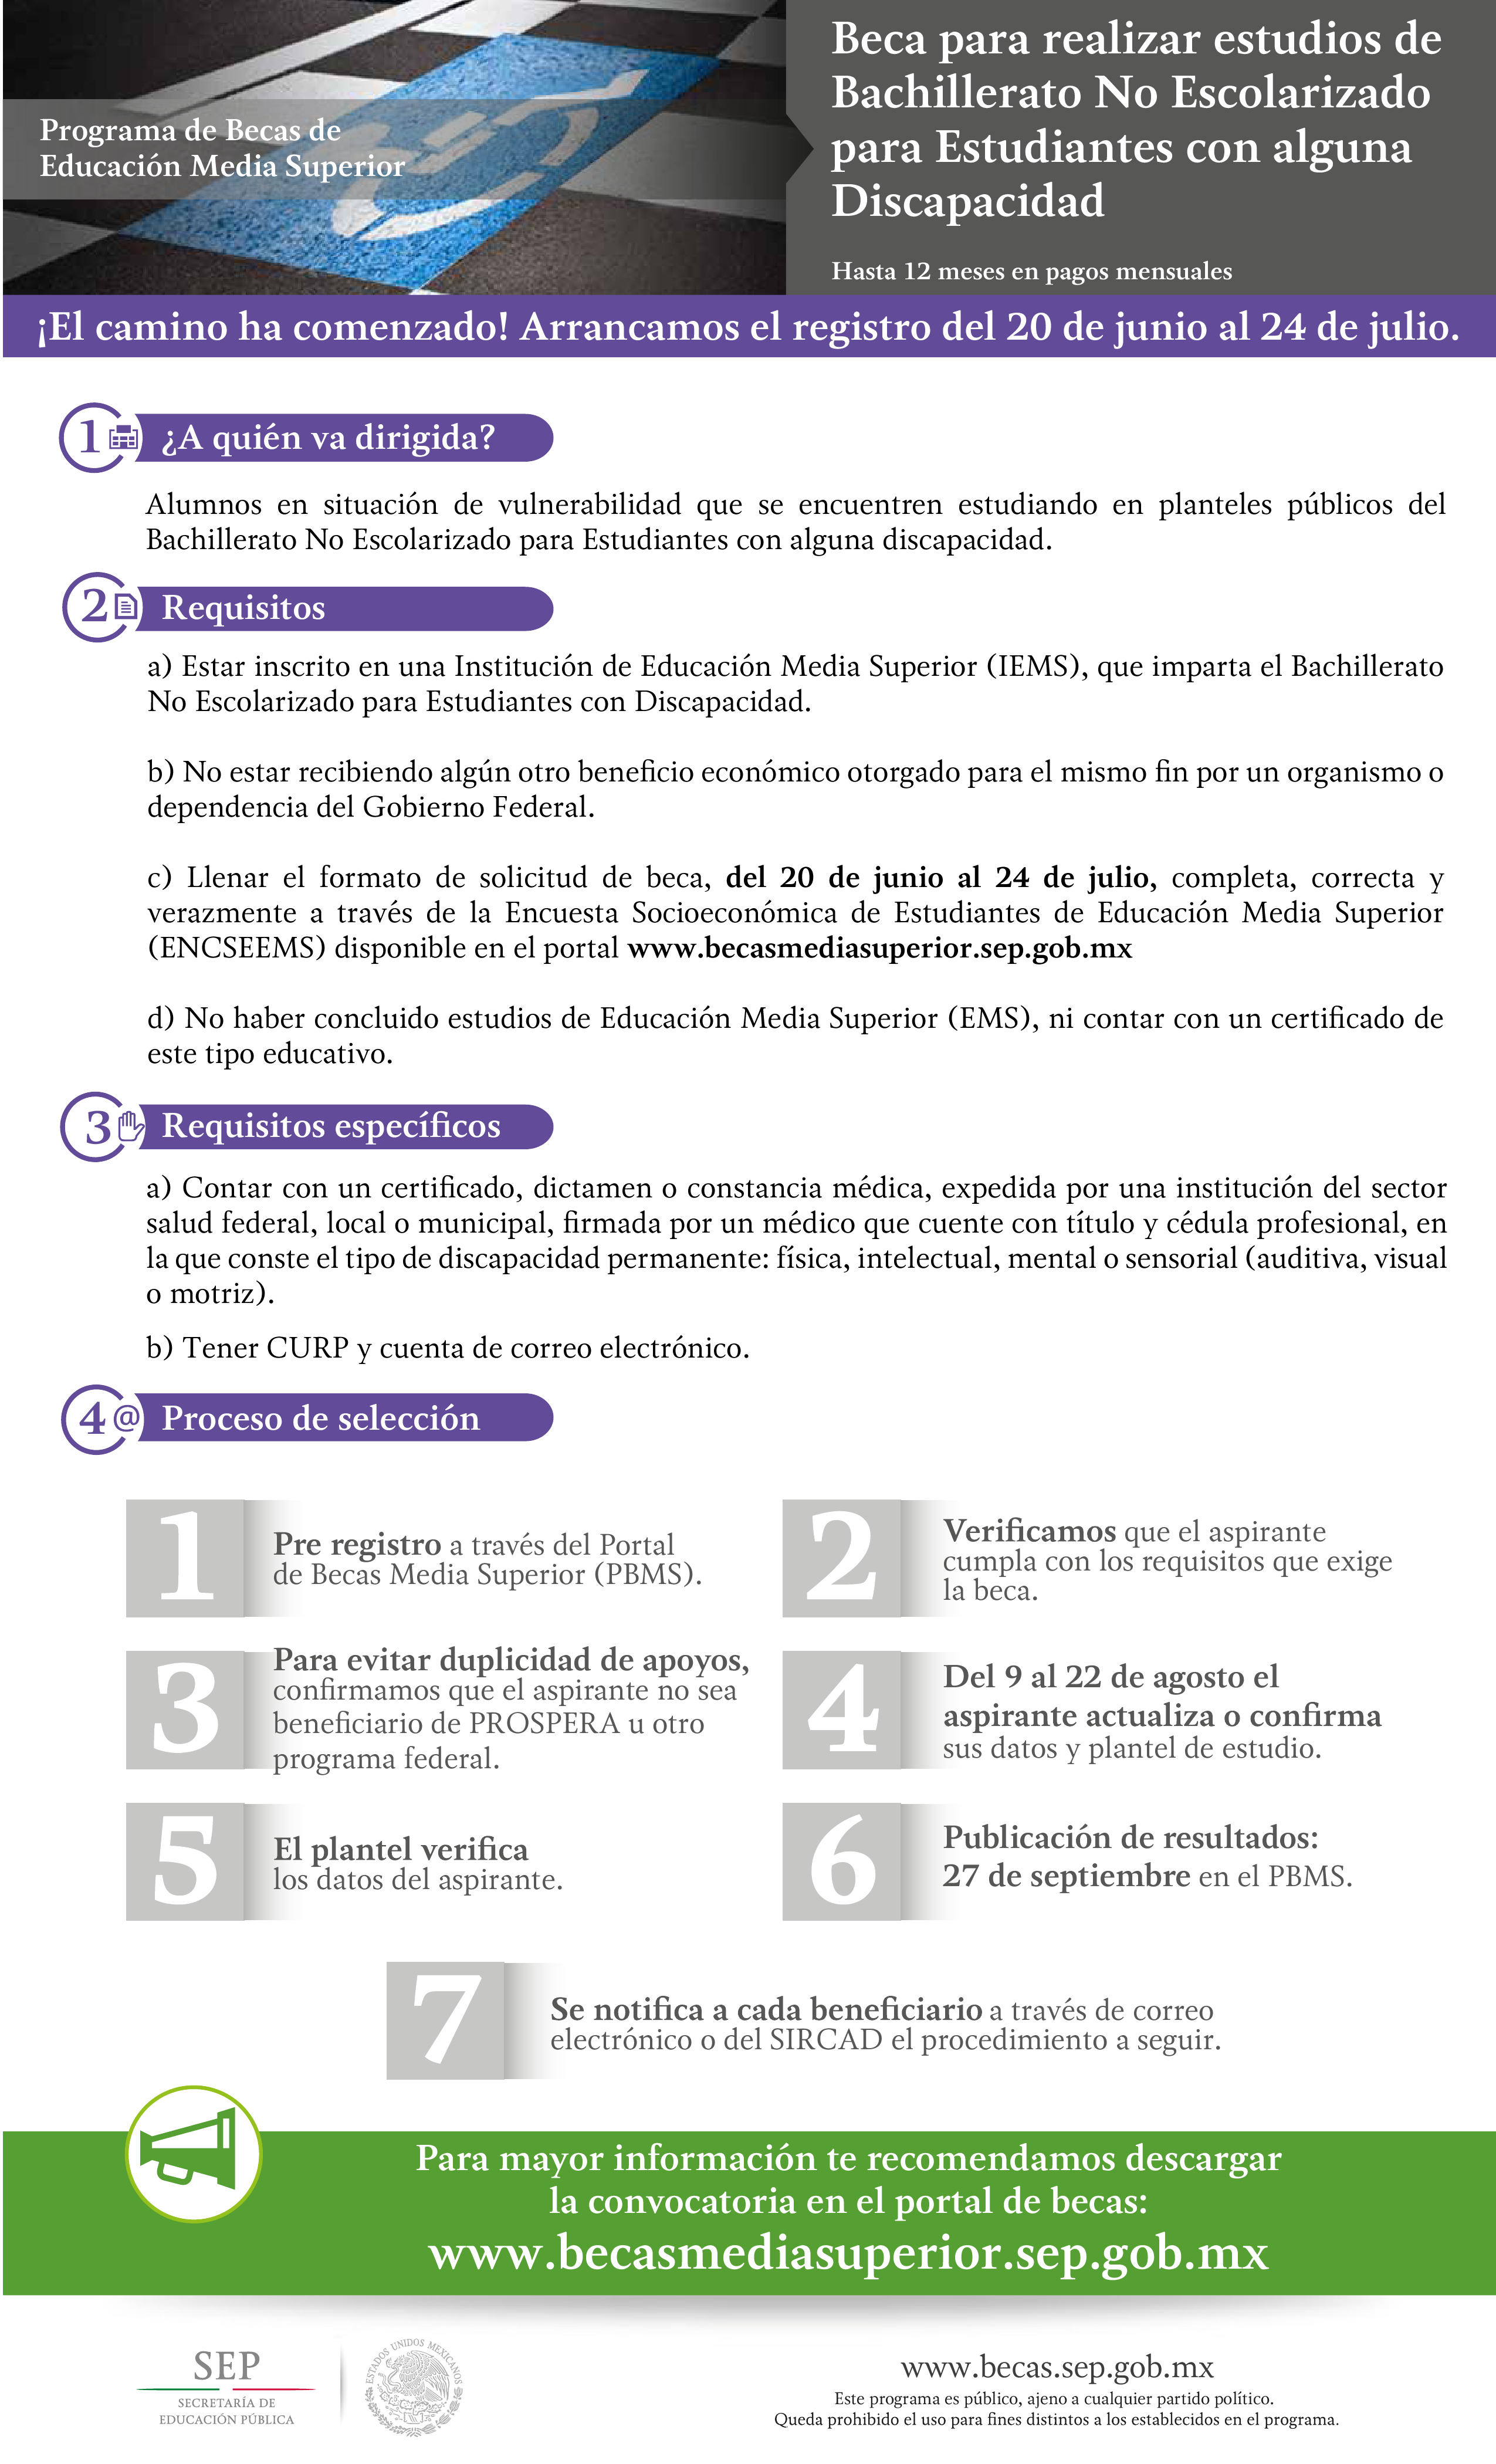 Programa de Becas de
Educación Media Superior
Beca para realizar estudios de
Bachillerato No Escolarizado
para Estudiantes con alguna
Discapacidad
Hasta 12 meses en pagos mensuales
¡El camino ha comenzado! Arrancamos el registro del 20 de junio al 24 de julio.
1 ¿A quién va dirigida?
Alumnos en situación de vulnerabilidad que se encuentren estudiando en planteles públicos del
Bachillerato No Escolarizado para Estudiantes con alguna discapacidad.
2 Requisitos
a) Estar inscrito en una Institución de Educación Media Superior (IEMS), que imparta el Bachillerato
No Escolarizado para Estudiantes con Discapacidad.
b) No estar recibiendo algún otro beneficio económico otorgado para el mismo fin por un organismo o
dependencia del Gobierno Federal.
c) Llenar el formato de solicitud de beca, del 20 de junio al 24 de julio, completa, correcta y
verazmente a través de la Encuesta Socioeconómica de Estudiantes de Educación Media Superior
(ENCSEEMS) disponible en el portal www.becasmediasuperior.sep.gob.mx
d) No haber concluido estudios de Educación Media Superior (EMS), ni contar con un certificado de
este tipo educativo.
3 Requisitos específicos
a) Contar con un certificado, dictamen o constancia médica, expedida por una institución del sector
salud federal, local o municipal, firmada por un médico que cuente con título y cédula profesional, en
la que conste el tipo de discapacidad permanente: física, intelectual, mental o sensorial (auditiva, visual
o motriz).
b) Tener CURP y cuenta de correo electrónico.
4 @ Proceso de selección
1
Pre registro a través del Portal
de Becas Media Superior (PBMS).
2
Verificamos que el aspirante
cumpla con los requisitos que exige
la beca.
3
Para evitar duplicidad de apoyos,
confirmamos que el aspirante no sea
beneficiario de PROSPERA u otro
programa federal.
4
Del 9 al 22 de agosto el
aspirante actualiza o confirma
sus datos y plantel de estudio.
5
El plantel verifica
los datos del aspirante.
6
Publicación de resultados:
27 de septiembre en el PBMS.
7
Se notifica a cada beneficiario a través de correo
electrónico o del SIRCAD el procedimiento a seguir.
Para mayor información te recomendamos descargar
la convocatoria en el portal de becas:
www.becasmediasuperior.sep.gob.mx
SEP
SECRETARÍA DE
EDUCACIÓN PÚBLICA
ESTADOS UNIDOS MEXICANOS
www.becas.sep.gob.mx
Este programa es público, ajeno a cualquier partido político.
Queda prohibido el uso para fines distintos a los establecidos en el programa.